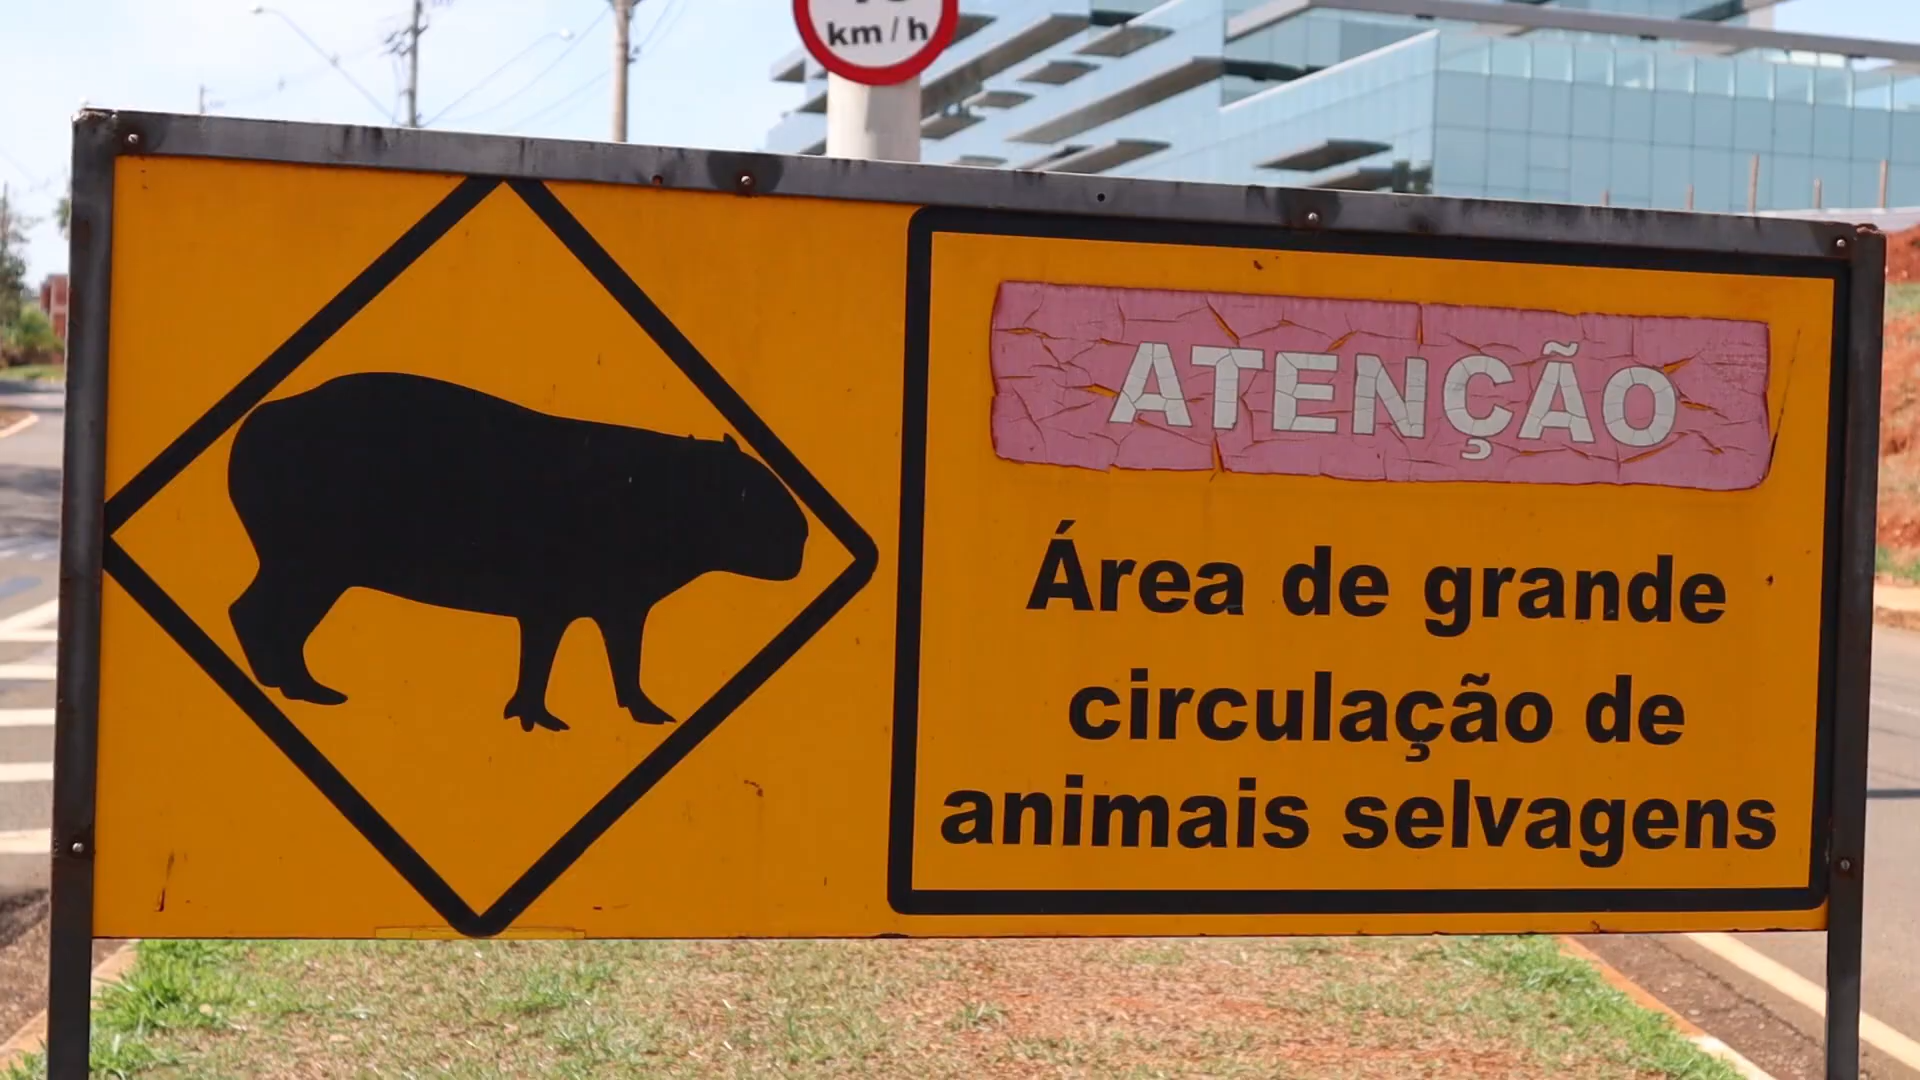 km/h
ATENÇÃO
Área de grande
circulação de
animais selvagens